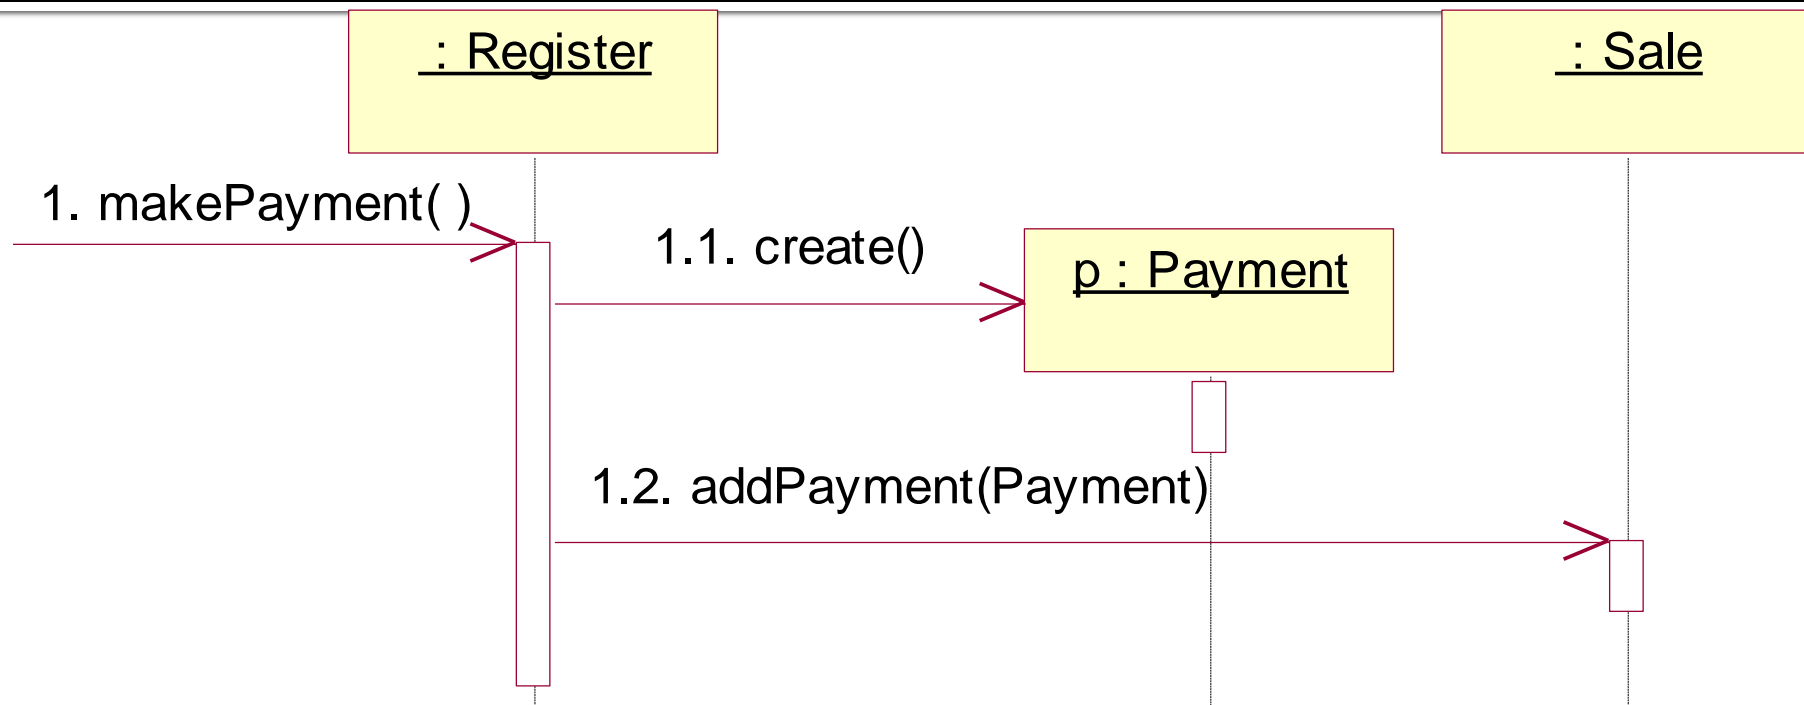 : Register
: Sale
1. makePayment( )
1.1. create()
p : Payment
1.2. addPayment(Payment)